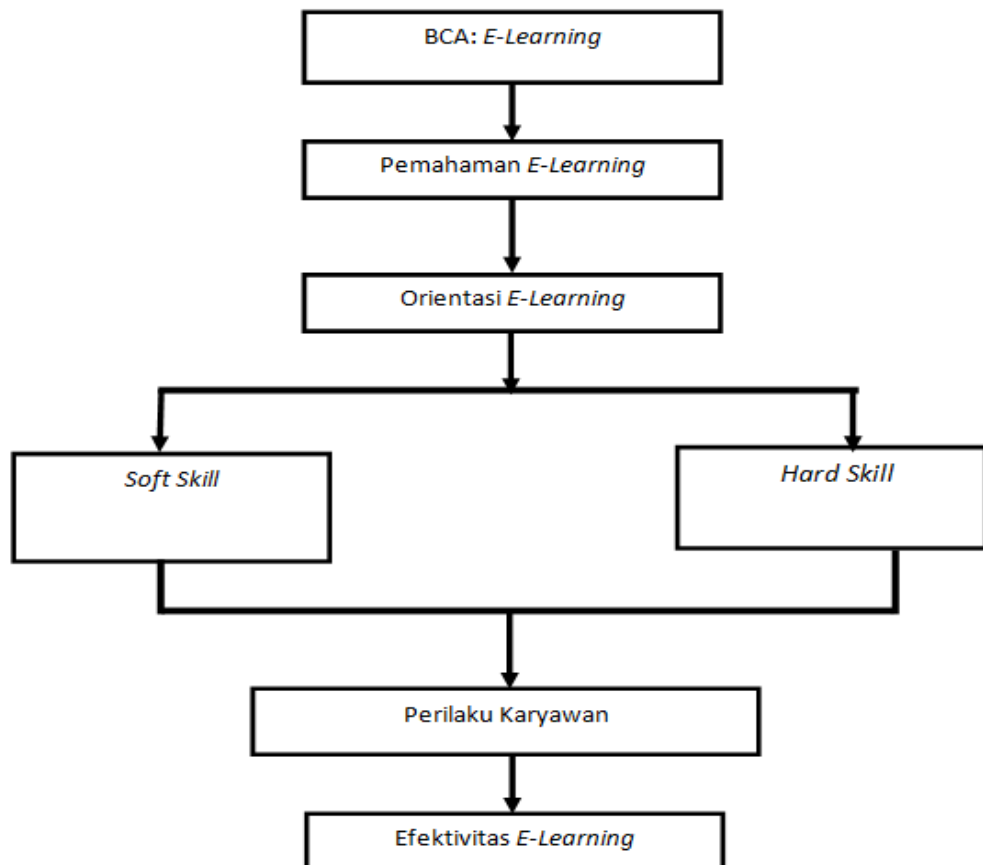 BCA: E-Learning
Pemahaman E-Learning
Orientasi E-Learning
Soft Skill
Hard Skill
Perilaku Karyawan
Efektivitas E-Learning